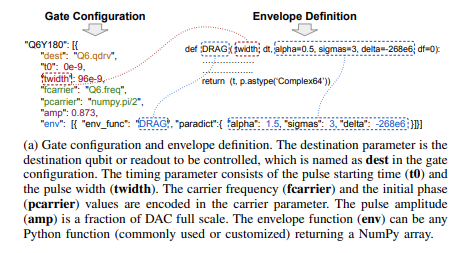 Gate Configuration
Envelope Definition
"Q6Y180": [{
"dest": "Q6.qdrv",
"t0": 0e-9,
"twidth": 96e-9,
"fcarrier": "Q6.freq",
"pcarrier": "numpy.pi/2",
"amp": 0.873,
"env": [{ "env_func": "DRAG", "paradict":{ "alpha": 1.5, "sigmas": 3, "delta": -268e6 }}]}]
def DRAG( twidth, dt, alpha=0.5, sigmas=3, delta=-268e6, df=0):
return (t, p.astype('Complex64'))
(a) Gate configuration and envelope definition. The destination parameter is the
destination qubit or readout to be controlled, which is named as dest in the gate
configuration. The timing parameter consists of the pulse starting time (t0) and
the pulse width (twidth). The carrier frequency (fcarrier) and the initial phase
(pcarrier) values are encoded in the carrier parameter. The pulse amplitude
(amp) is a fraction of DAC full scale. The envelope function (env) can be any
Python function (commonly used or customized) returning a NumPy array.